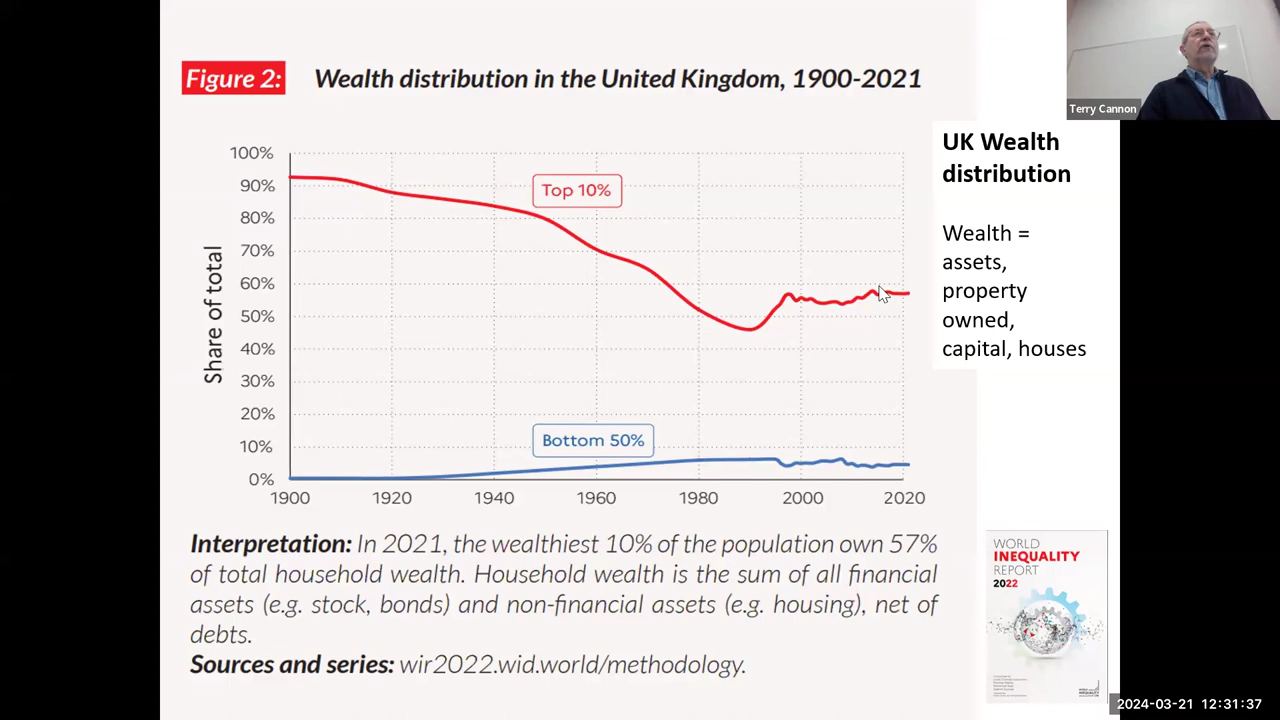 Figure 2: Wealth distribution in the United Kingdom, 1900-2021
Terry Cannon
UK Wealth
distribution
Wealth =
assets,
property
owned,
capital, houses
Share of total
100%
90%
80%
70%
60%
50%
40%
30%
20%
10%
0%
Top 10%
Bottom 50%
1900 1920 1940 1960 1980 2000 2020
Interpretation: In 2021, the wealthiest 10% of the population own 57%
of total household wealth. Household wealth is the sum of all financial
assets (e.g. stock, bonds) and non-financial assets (e.g. housing), net of
debts.
Sources and series: wir2022.wid.world/methodology.
WORLD
INEQUALITY
REPORT
2022
2024-03-21 12:31:37